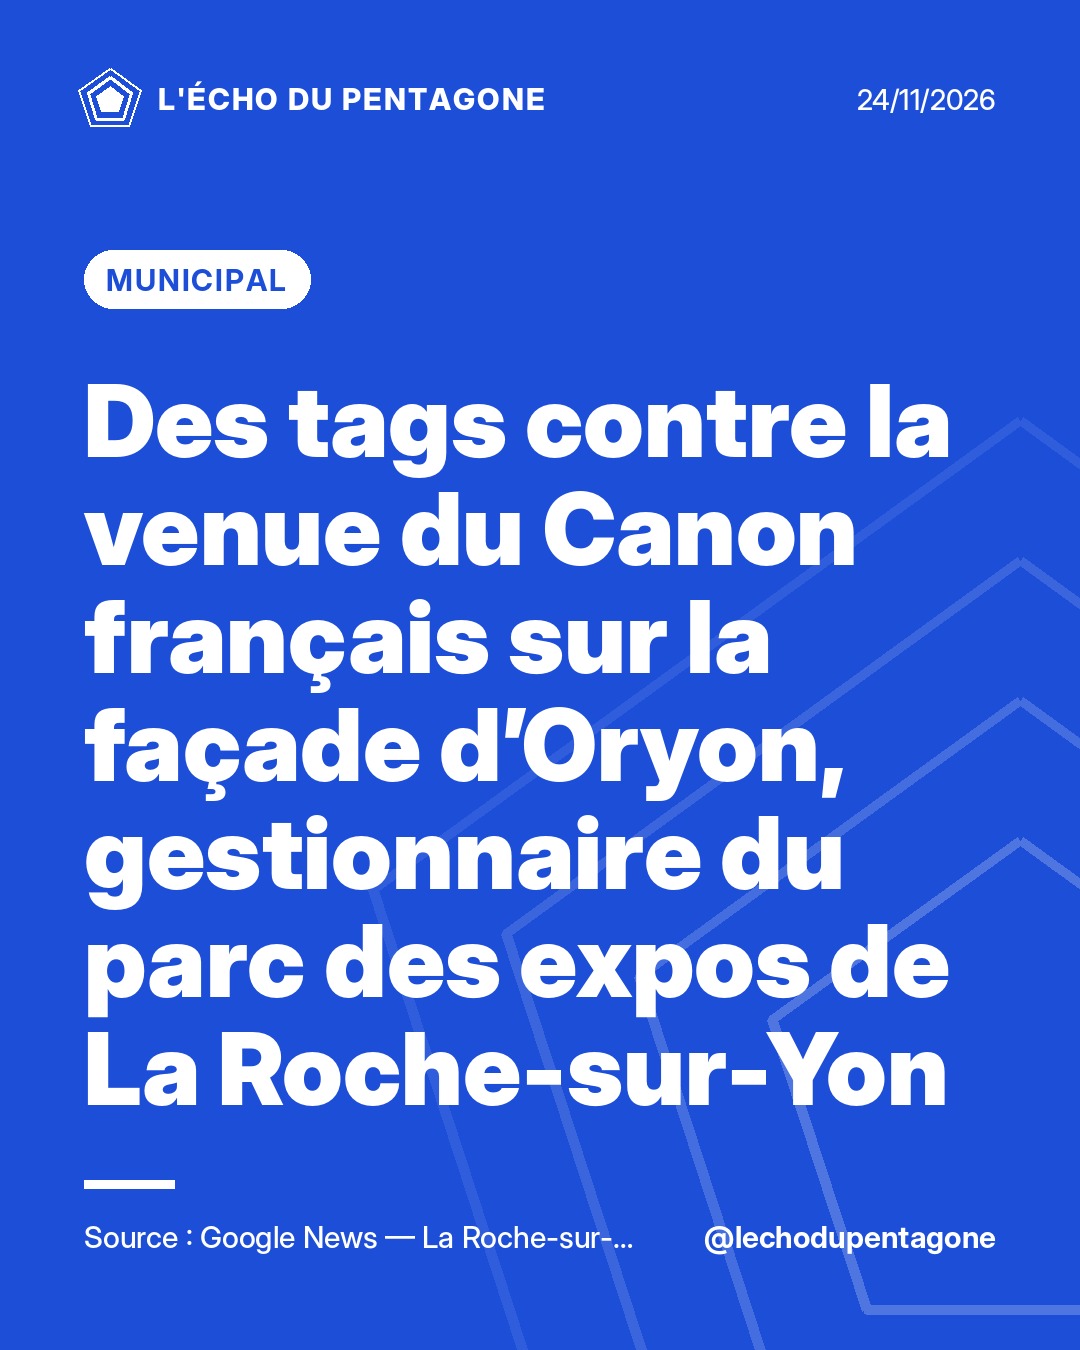 L'ÉCHO DU PENTAGONE
24/11/2026
MUNICIPAL
Des tags contre la
venue du Canon
français sur la
façade d’Oryon,
gestionnaire du
parc des expos de
La Roche-sur-Yon
Source : Google News — La Roche-sur-…
@lechodupentagone